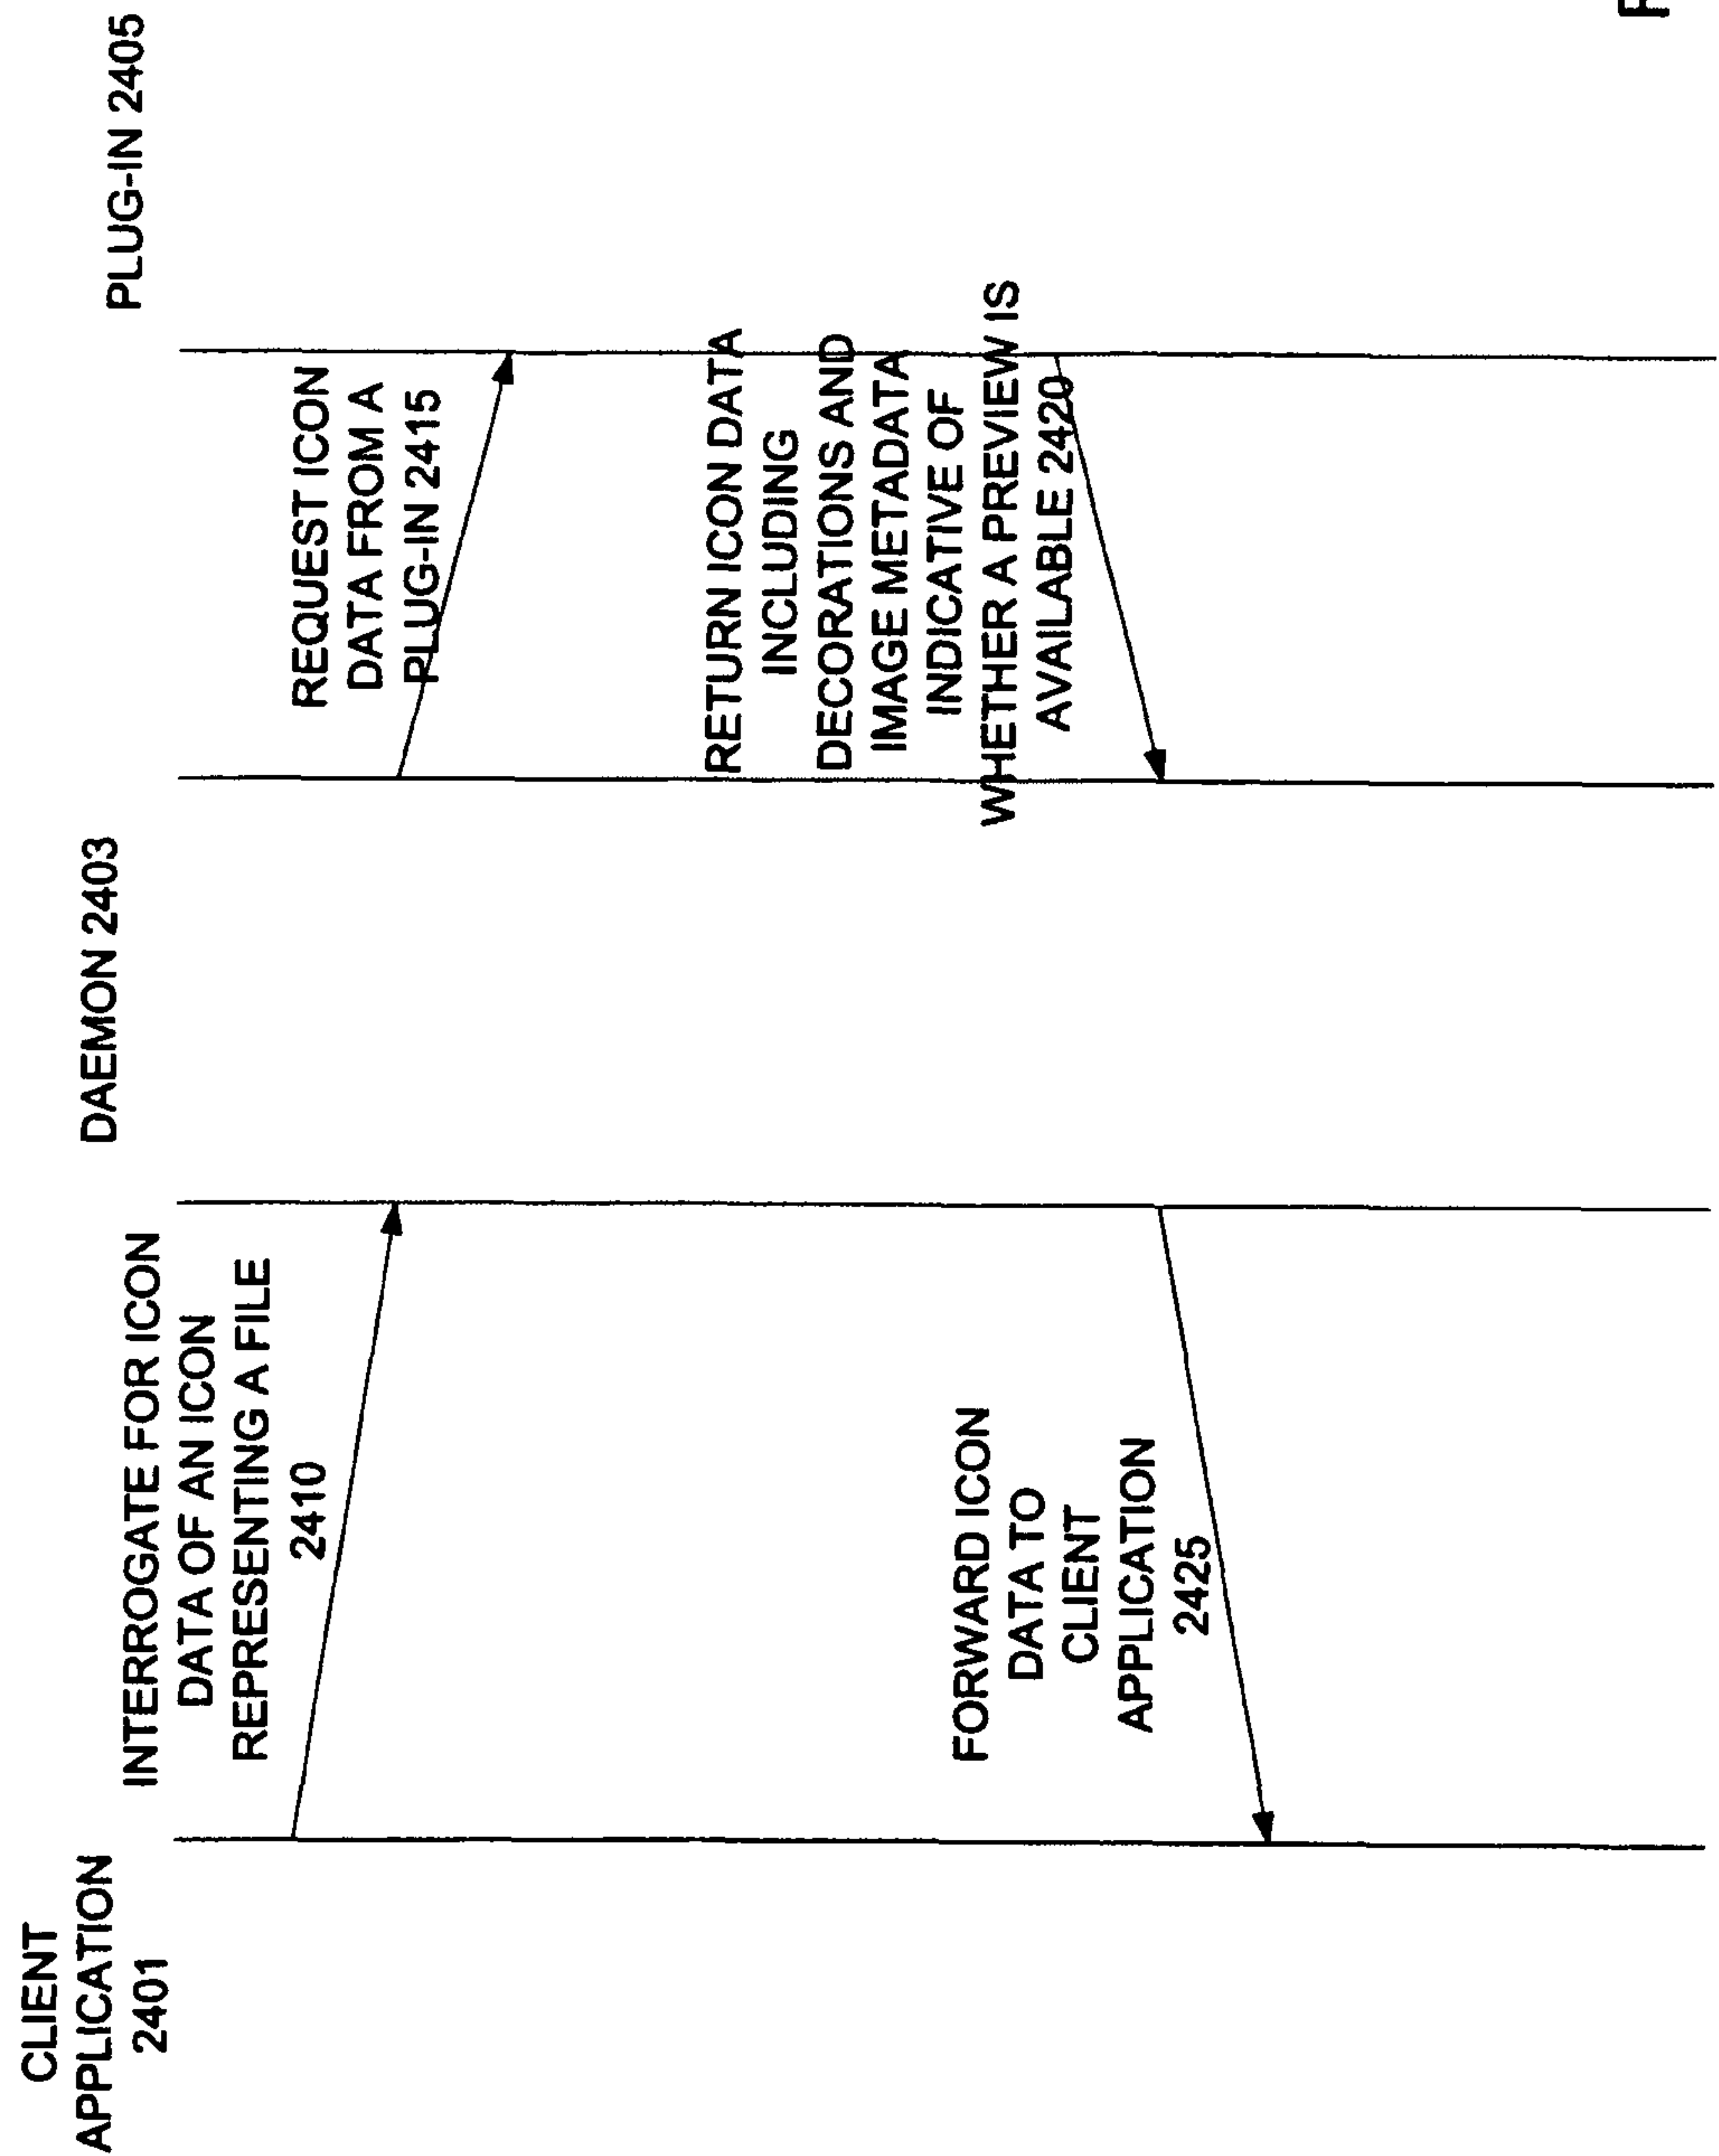 CLIENT
APPLICATION
2401
DAEMON 2403
PLUG-IN 2405
INTERROGATE FOR ICON
DATA OF AN ICON
REPRESENTING A FILE
2410
REQUEST ICON
DATA FROM A
PLUG-IN 2415
RETURN ICON DATA
INCLUDING
DECORATIONS AND
IMAGE METADATA
INDICATIVE OF
WHETHER A PREVIEW IS
AVAILABLE 2420
FORWARD ICON
DATA TO
CLIENT
APPLICATION
2425